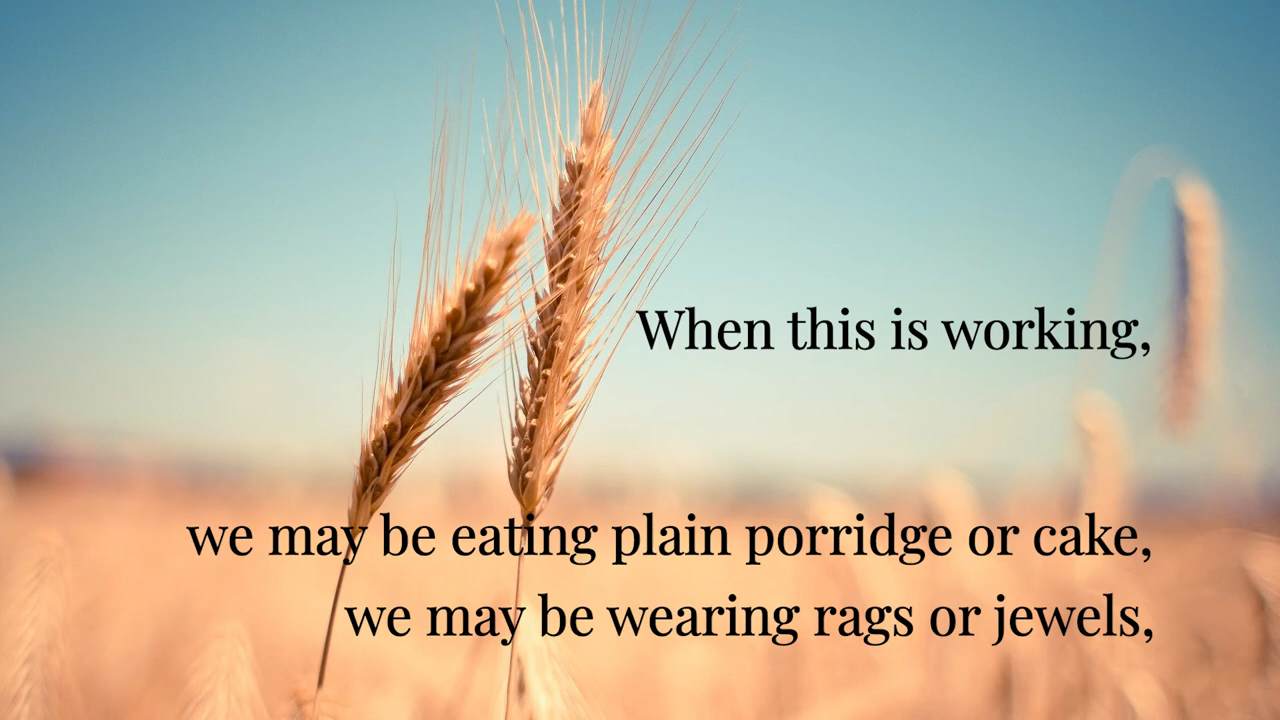 When this is working,
we may be eating plain porridge or cake,
we may be wearing rags or jewels,